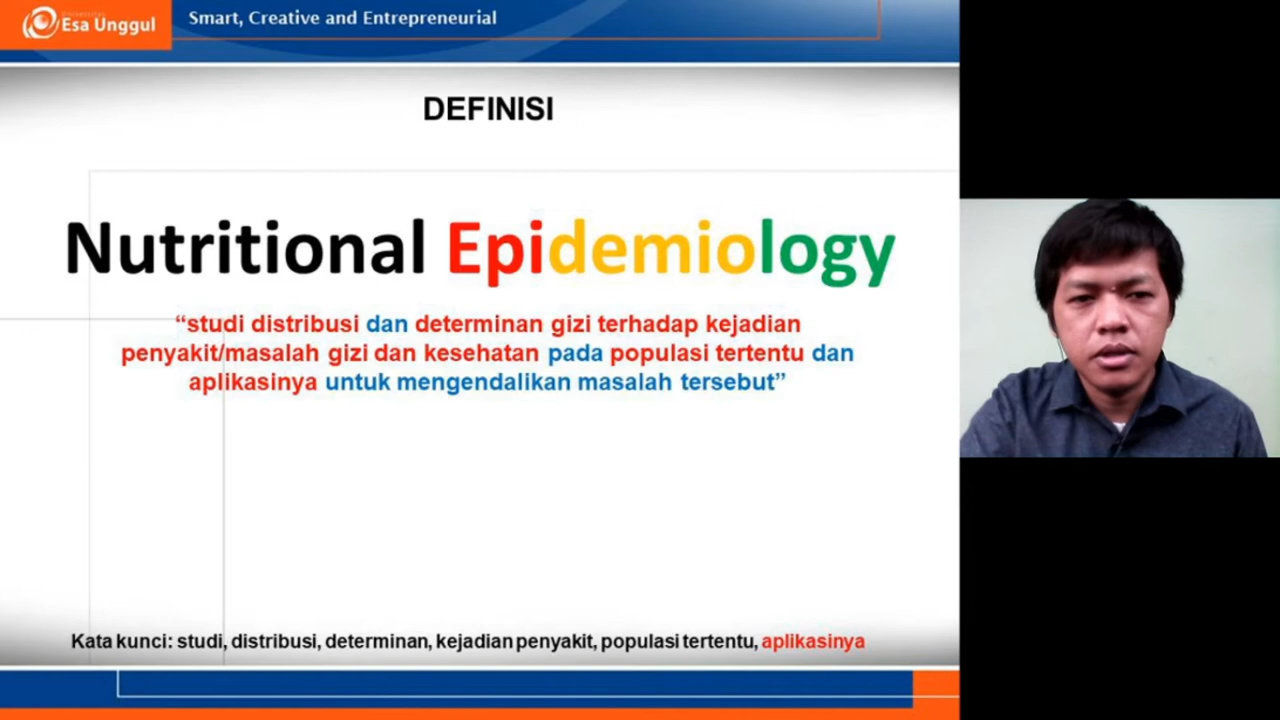 Universitas
Esa Unggul
Smart, Creative and Entrepreneurial
DEFINISI
Nutritional Epidemiology
“studi distribusi dan determinan gizi terhadap kejadian
penyakit/masalah gizi dan kesehatan pada populasi tertentu dan
aplikasinya untuk mengendalikan masalah tersebut”
Kata kunci: studi, distribusi, determinan, kejadian penyakit, populasi tertentu, aplikasinya